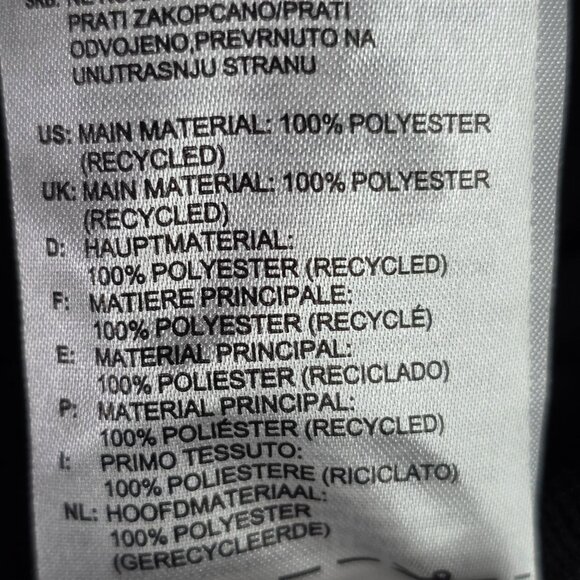 PRATI ZAKOPCANO/PRATI
ODVOJENO,PREVRNUTO NA
UNUTRASNJU STRANU
US: MAIN MATERIAL: 100% POLYESTER
(RECYCLED)
UK: MAIN MATERIAL: 100% POLYESTER
(RECYCLED)
D: HAUPTMATERIAL:
100% POLYESTER (RECYCLED)
F: MATIERE PRINCIPALE:
100% POLYESTER (RECYCLÉ)
E: MATERIAL PRINCIPAL:
100% POLIESTER (RECICLADO)
P: MATERIAL PRINCIPAL:
100% POLIÉSTER (RECYCLED)
I: PRIMO TESSUTO:
100% POLIESTERE (RICICLATO)
NL: HOOFDMATERIAAL:
100% POLYESTER
(GERECYCLEERDE)